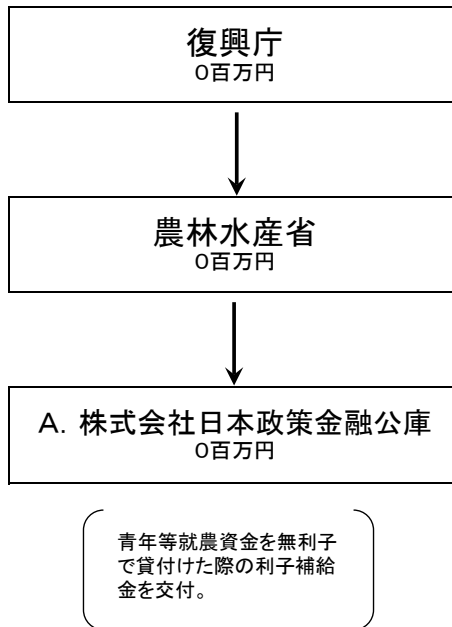 復興庁
0百万円
農林水産省
0百万円
A. 株式会社日本政策金融公庫
0百万円
青年等就農資金を無利子
で貸付けた際の利子補給
金を交付。